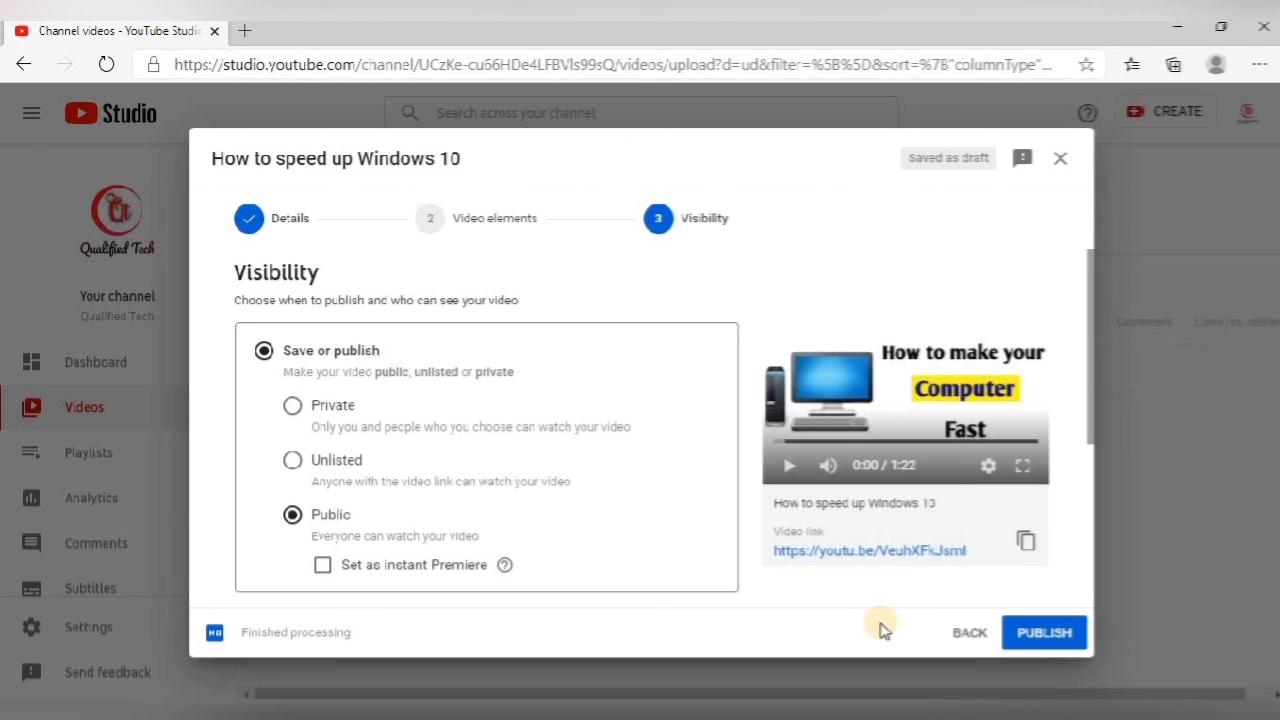 Channel videos - YouTube Studio
https://studio.youtube.com/channel/UCzKe-cu66HDe4LFBVls99sQ/videos/upload?d=ud&filter=%5B%5D&sort=%7B"columnType"...
Studio
Search across your channel
CREATE
How to speed up Windows 10
Saved as draft
Details
2
Video elements
3
Visibility
Qualified Tech
Your channel
Qualified Tech
Dashboard
Videos
Playlists
Analytics
Comments
Subtitles
Settings
Send feedback
Visibility
Choose when to publish and who can see your video
Save or publish
Make your video public, unlisted or private
Private
Only you and people who you choose can watch your video
Unlisted
Anyone with the video link can watch your video
Public
Everyone can watch your video
Set as instant Premiere
How to make your
Computer
Fast
0:00 / 1:22
How to speed up Windows 10
Video link
https://youtu.be/VeuhXFkJsmI
Comments
HD
Finished processing
BACK
PUBLISH